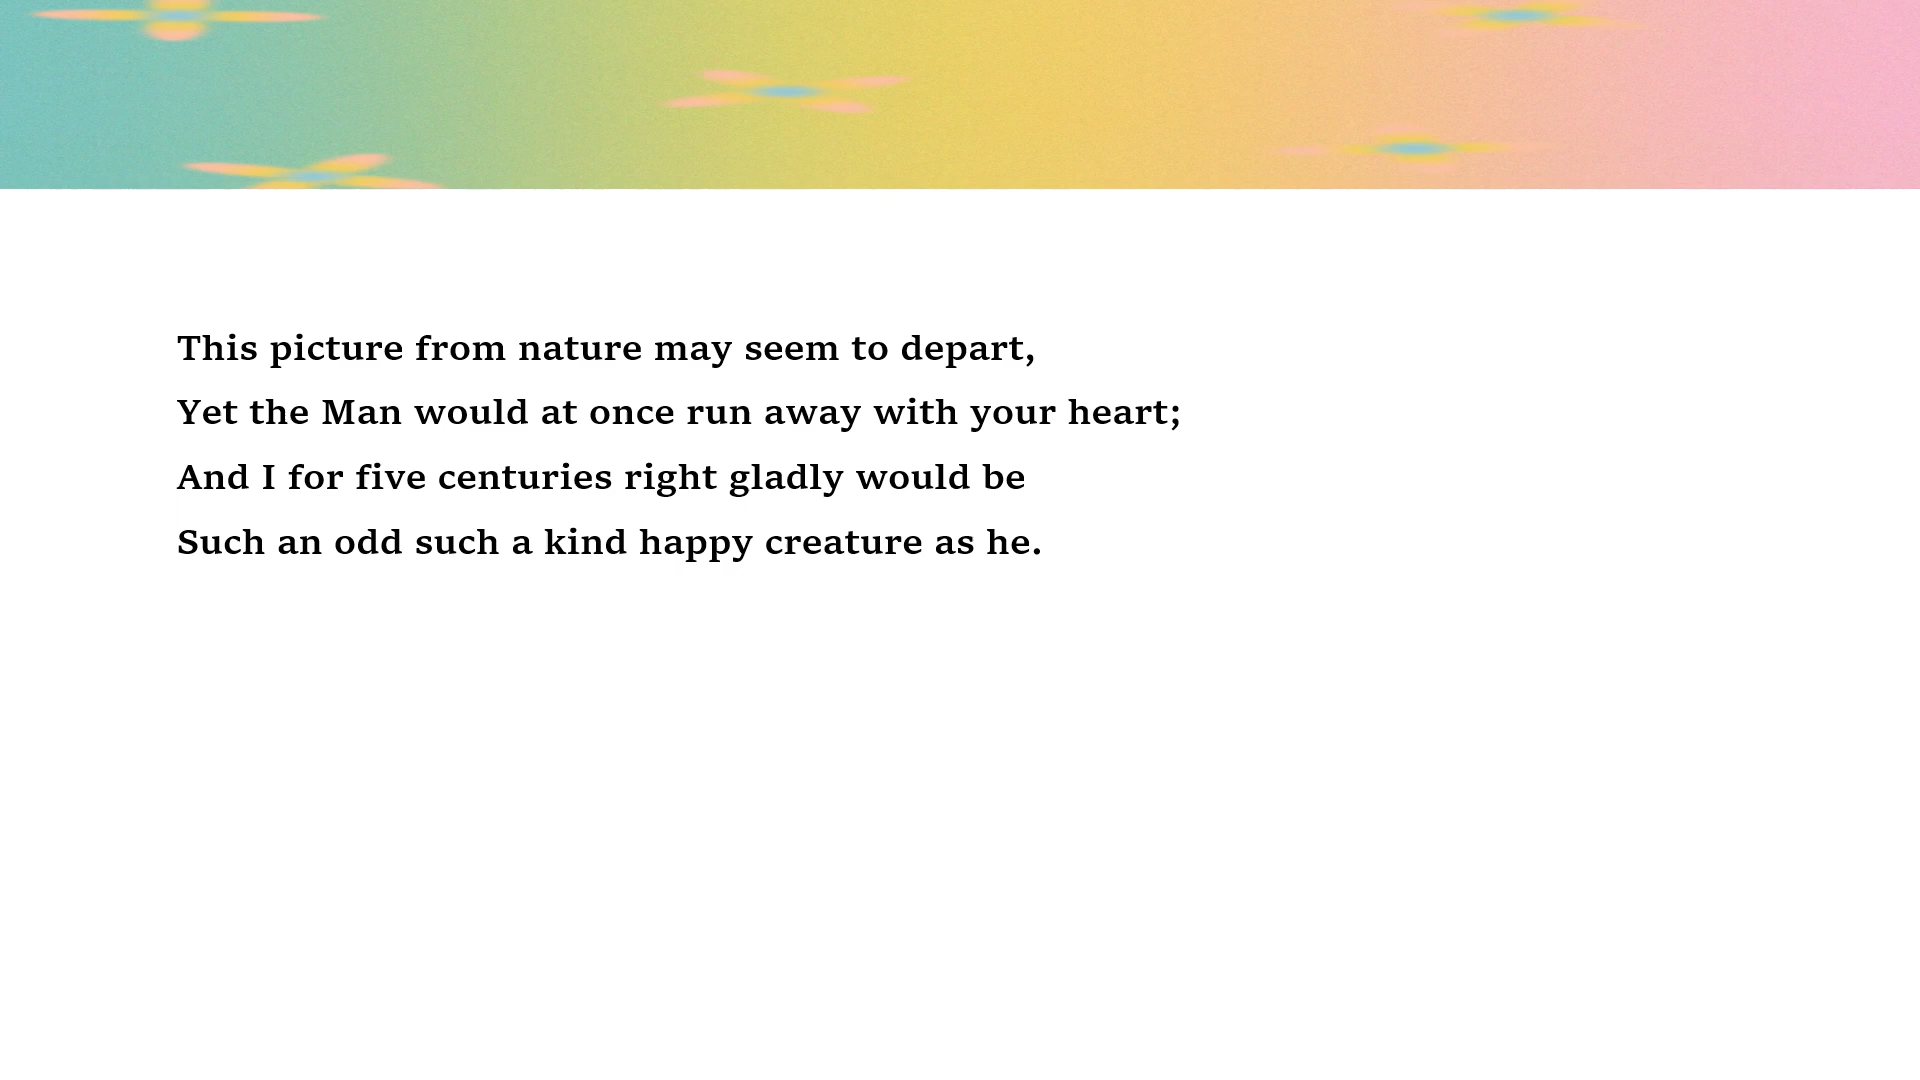 This picture from nature may seem to depart,
Yet the Man would at once run away with your heart;
And I for five centuries right gladly would be
Such an odd such a kind happy creature as he.